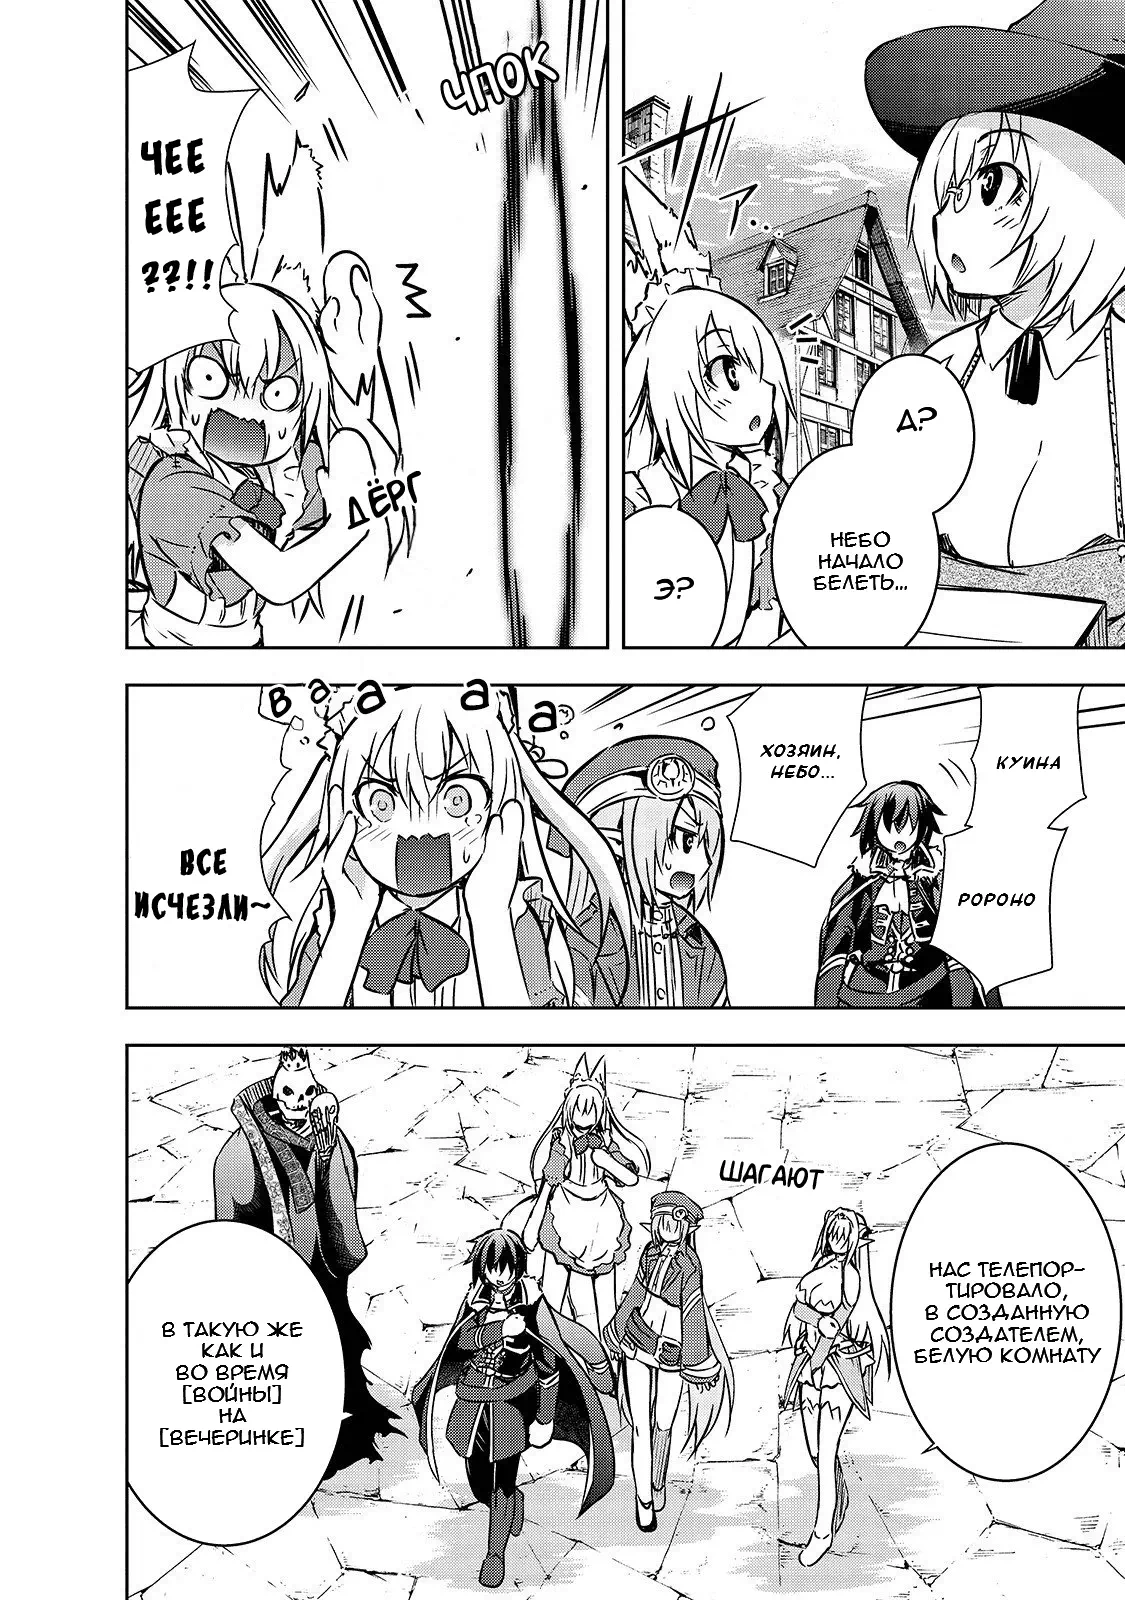 Д?
НЕБО
НАЧАЛО
БЕЛЕТЬ...
Э?
ア...
ЧПОК
ЧЕЕ
ЕЕЕ
??!!
ДЁРГ
КУИНА
РОРОНО
ХОЗЯИН,
НЕБО...
В а а - а - а
ВСЕ
ИСЧЕЗЛИ~
НАС ТЕЛЕПОР-
ТИРОВАЛО,
В СОЗДАННУЮ
СОЗДАТЕЛЕМ,
БЕЛУЮ КОМНАТУ
ШАГАЮТ
В ТАКУЮ ЖЕ
КАК И
ВО ВРЕМЯ
[ВОЙНЫ]
НА
[ВЕЧЕРИНКЕ]